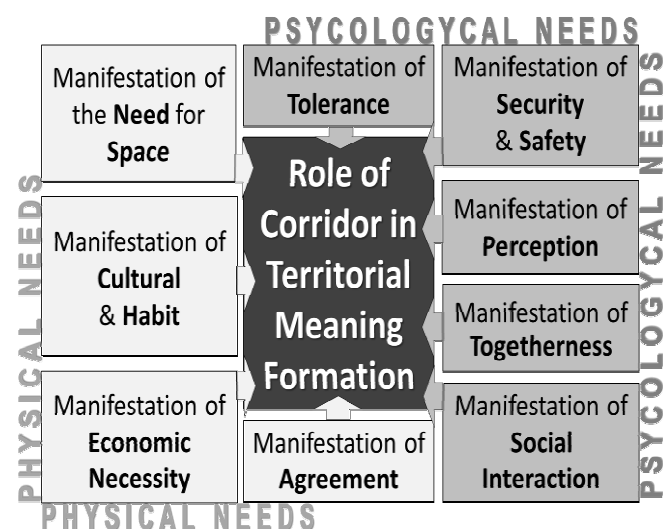 PSYCOLOGYCAL NEEDS
Manifestation of
the Need for
Space
Manifestation of
Tolerance
Manifestation of
Security
& Safety
Role of
Corridor in
Territorial
Meaning
Formation
Manifestation of
Cultural
& Habit
Manifestation of
Perception
Manifestation of
Togetherness
Manifestation of
Economic
Necessity
Manifestation of
Agreement
Manifestation of
Social
Interaction
PHYSICAL NEEDS
PSYCOLOGYCAL NEEDS
PHYSICAL NEEDS